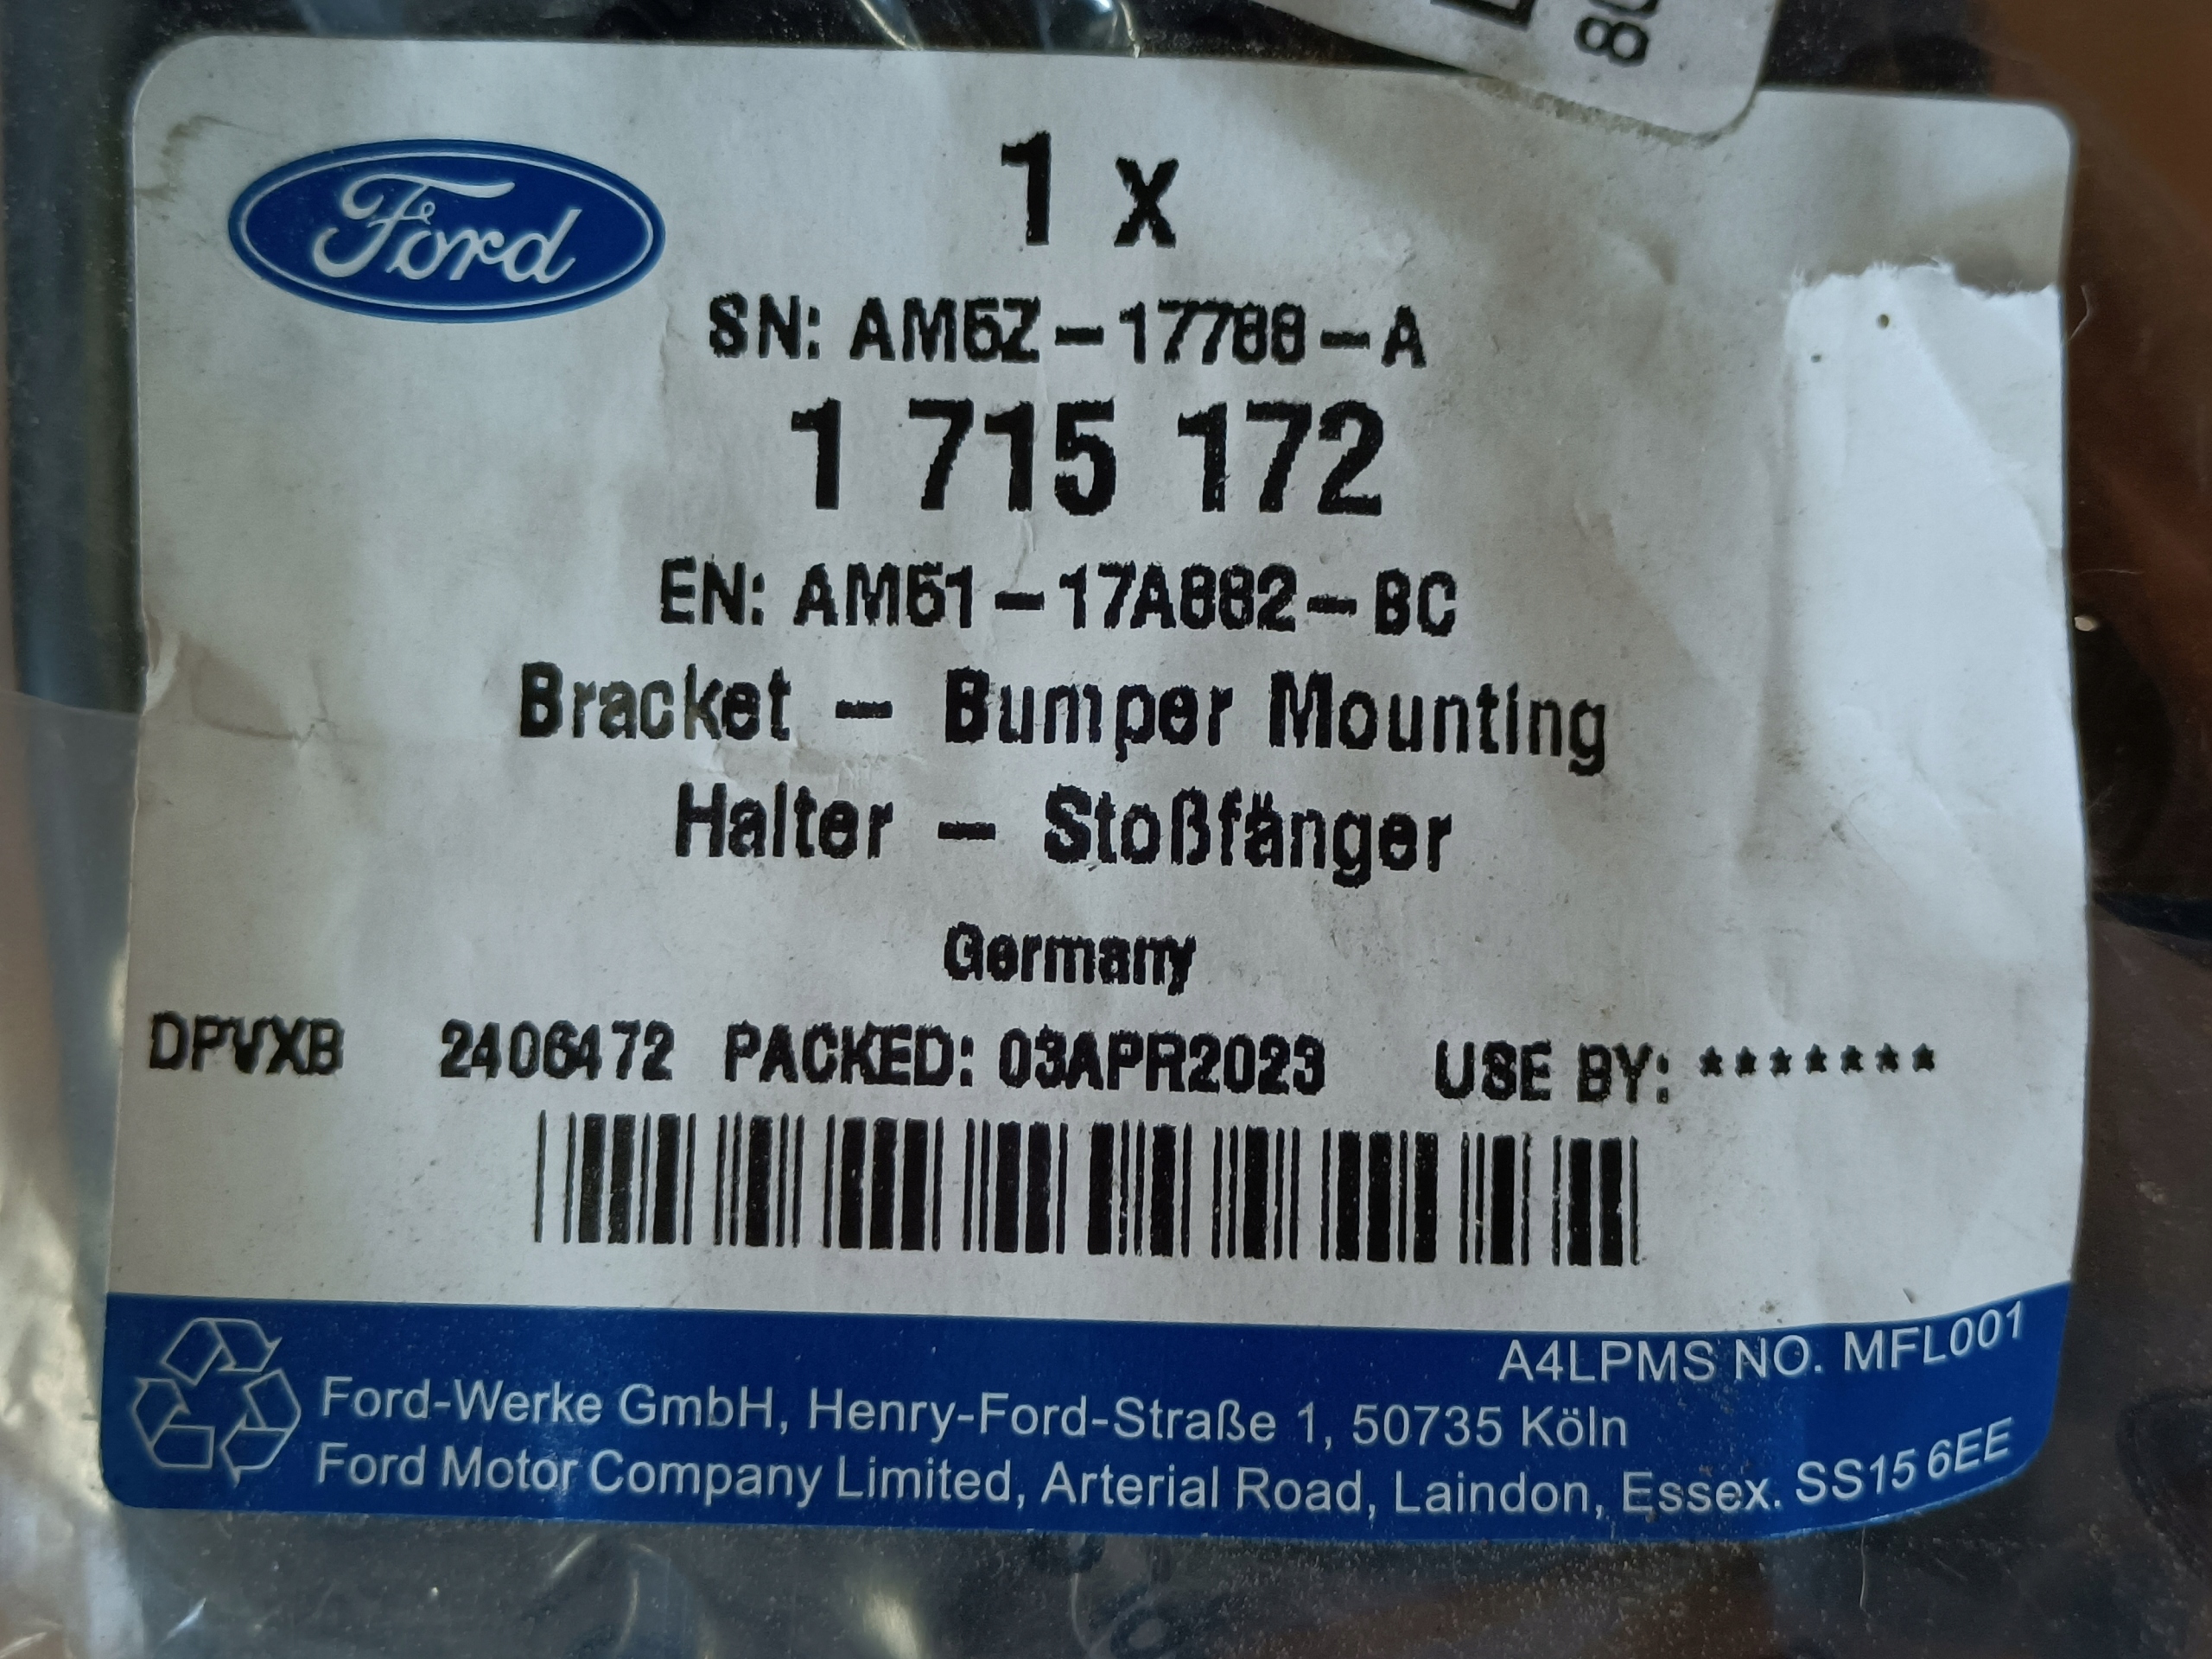 80
Ford
1 x
SN: AM5Z-17788-A
1 715 172
EN: AM51-17A882-BC
Bracket - Bumper Mounting
Halter - Stoßfänger
Germany
DPVXB 2406472 PACKED: 03APR2023 USE BY: *******
A4LPMS NO. MFL001
Ford-Werke GmbH, Henry-Ford-Straße 1, 50735 Köln
Ford Motor Company Limited, Arterial Road, Laindon, Essex. SS15 6EE